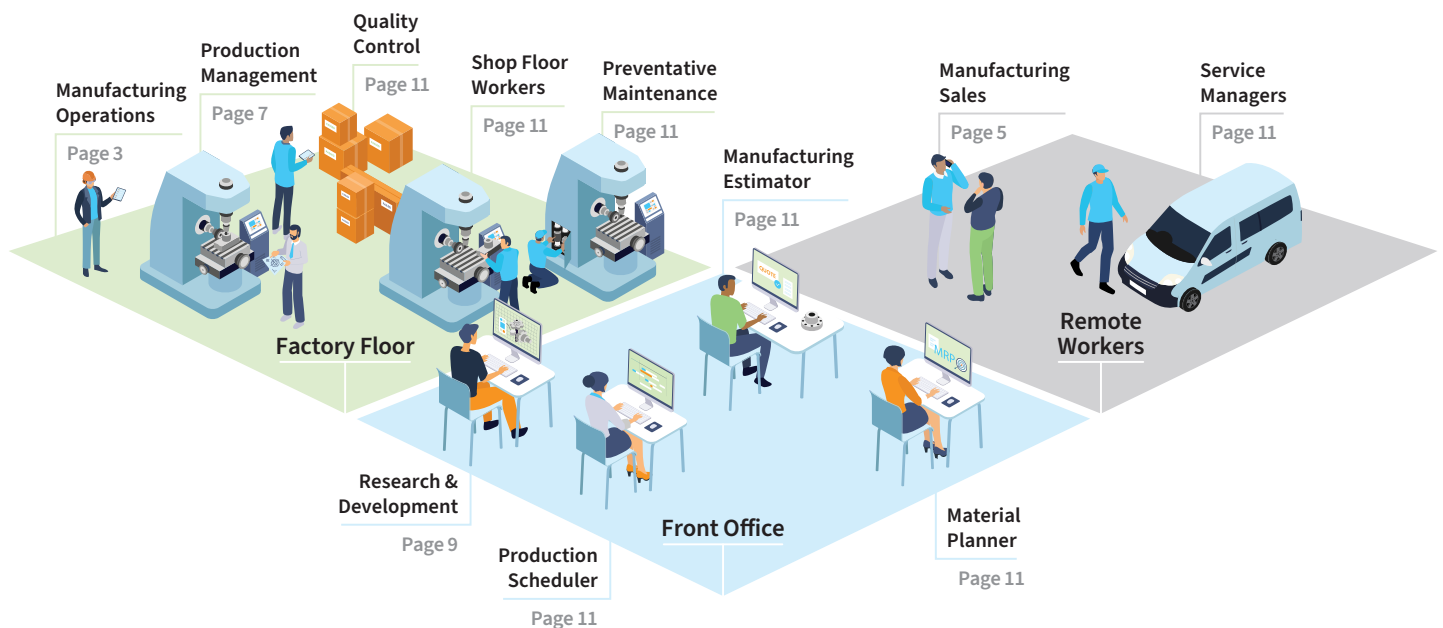 Quality
Control
Page 11
Production
Management
Page 7
Shop Floor
Workers
Page 11
Preventative
Maintenance
Page 11
Manufacturing
Operations
Page 3
Manufacturing
Sales
Page 5
Service
Managers
Page 11
Manufacturing
Estimator
Page 11
QUOTE
Factory Floor
Remote
Workers
MRP
Research &
Development
Page 9
Production
Scheduler
Page 11
Front Office
Material
Planner
Page 11